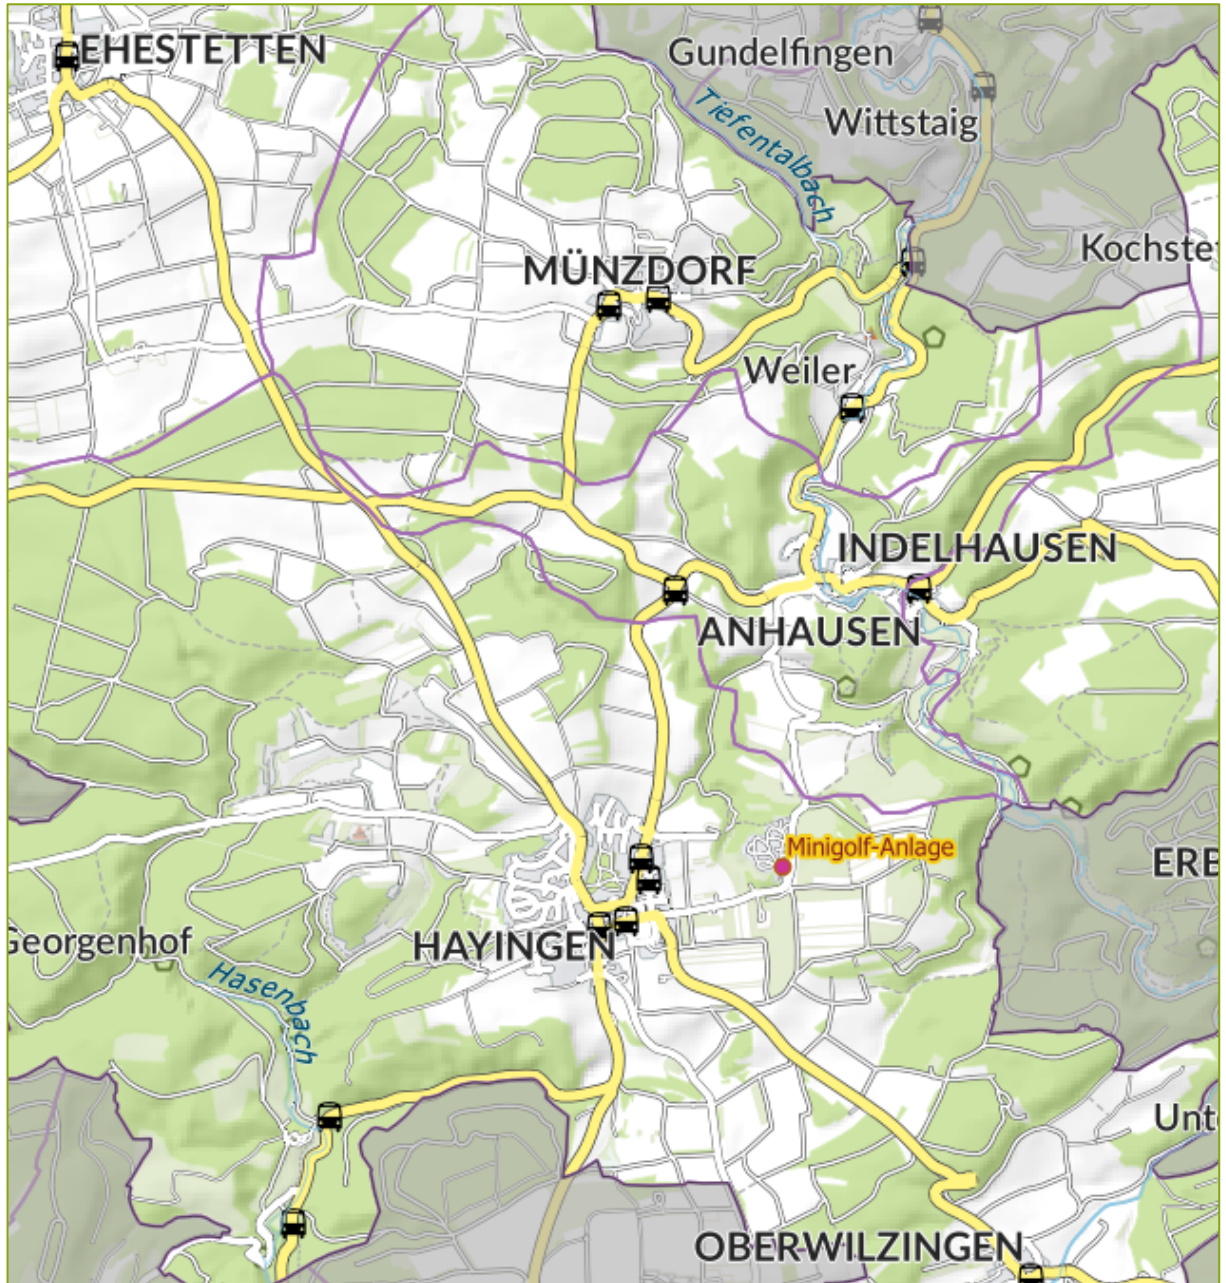 EHESTETTEN
Gundelfingen
Tiefentalbach
Wittstaig
Kochste
MÜNZDORF
Weiler
INDELHAUSEN
ANHAUSEN
Minigolf-Anlage
ERB
HAYINGEN
Georgenhof
Hasenbach
Unt
OBERWILZINGEN